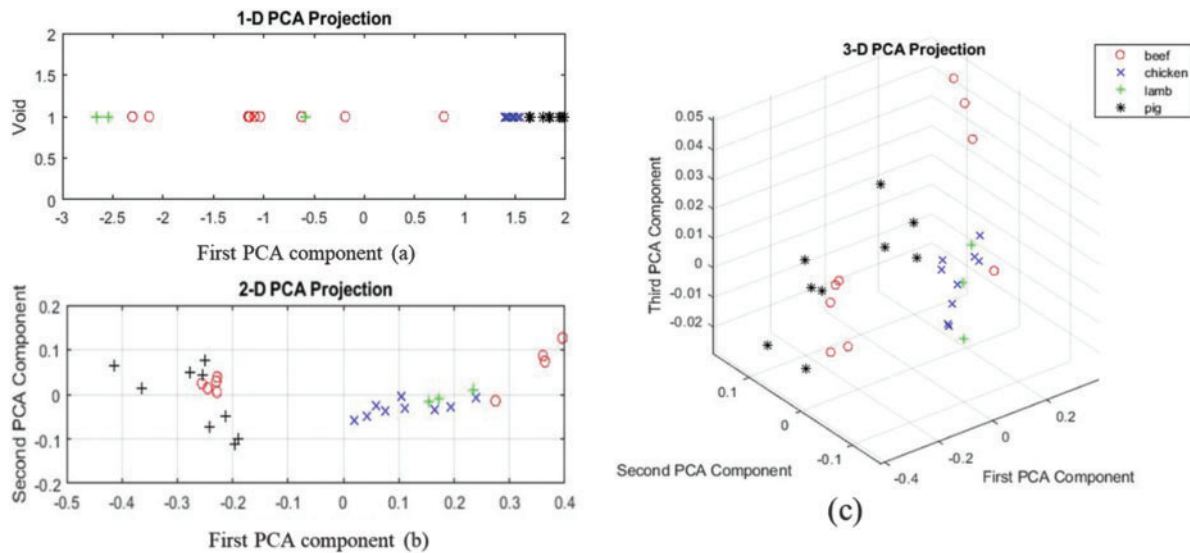 1-D PCA Projection
2
1.5
1
0.5
0
Void
-3 -2.5 -2 -1.5 -1 -0.5 0 0.5 1 1.5 2
First PCA component (a)
2-D PCA Projection
0.2
0.1
0
-0.1
-0.2
Second PCA Component
-0.5 -0.4 -0.3 -0.2 -0.1 0 0.1 0.2 0.3 0.4
First PCA component (b)
3-D PCA Projection
beef
chicken
lamb
pig
0.05
0.04
0.03
0.02
0.01
0
-0.01
-0.02
Third PCA Component
0.1
0
-0.1
Second PCA Component
-0.4
-0.2
0
0.2
First PCA Component
(c)